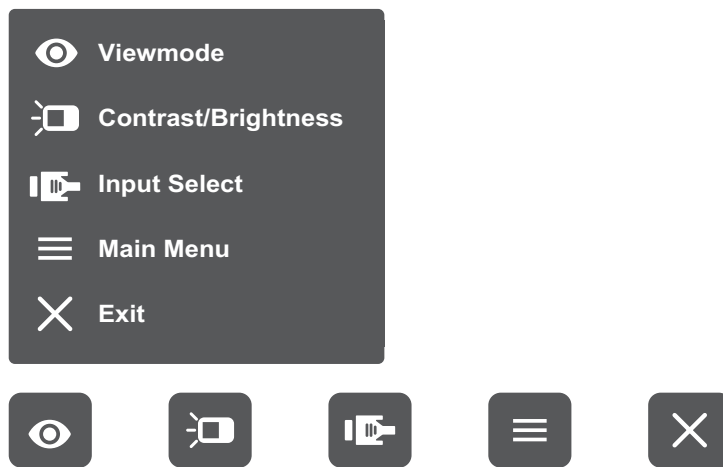 Viewmode
Contrast/Brightness
Input Select
Main Menu
Exit